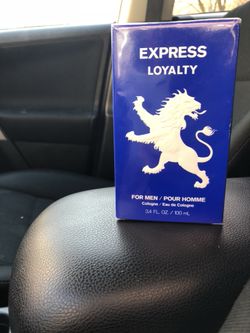 EXPRESS
LOYALTY
FOR MEN / POUR HOMME
Cologne / Eau de Cologne
3.4 FL. OZ. / 100 mL